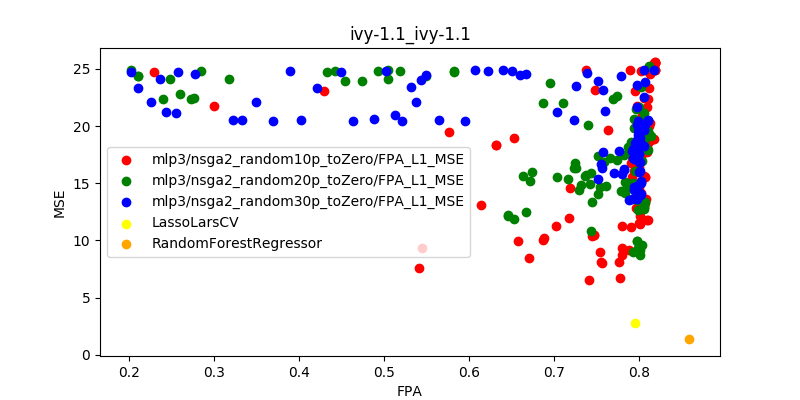 ivy-1.1_ivy-1.1
MSE
25
20
15
10
5
0
mlp3/nsga2_random10p_toZero/FPA_L1_MSE
mlp3/nsga2_random20p_toZero/FPA_L1_MSE
mlp3/nsga2_random30p_toZero/FPA_L1_MSE
LassoLarsCV
RandomForestRegressor
0.2 0.3 0.4 0.5 0.6 0.7 0.8
FPA